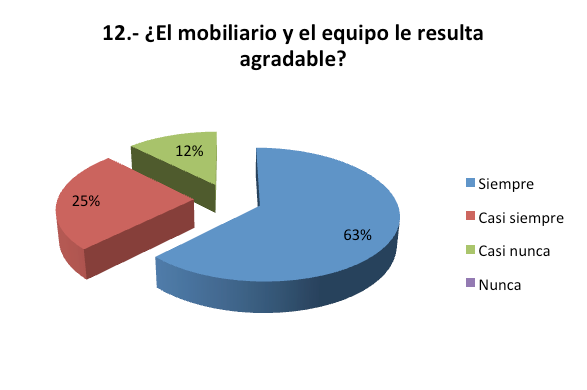 12.- ¿El mobiliario y el equipo le resulta
agradable?
12%
25%
63%
Siempre
Casi siempre
Casi nunca
Nunca